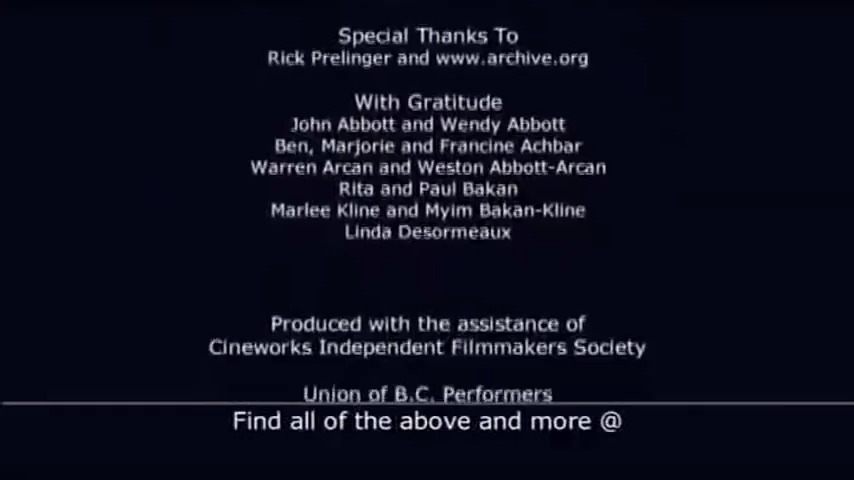 Special Thanks To
Rick Prelinger and www.archive.org
With Gratitude
John Abbott and Wendy Abbott
Ben, Marjorie and Francine Achbar
Warren Arcan and Weston Abbott-Arcan
Rita and Paul Bakan
Marlee Kline and Myim Bakan-Kline
Linda Desormeaux
Produced with the assistance of
Cineworks Independent Filmmakers Society
Union of B.C. Performers
Find all of the above and more @